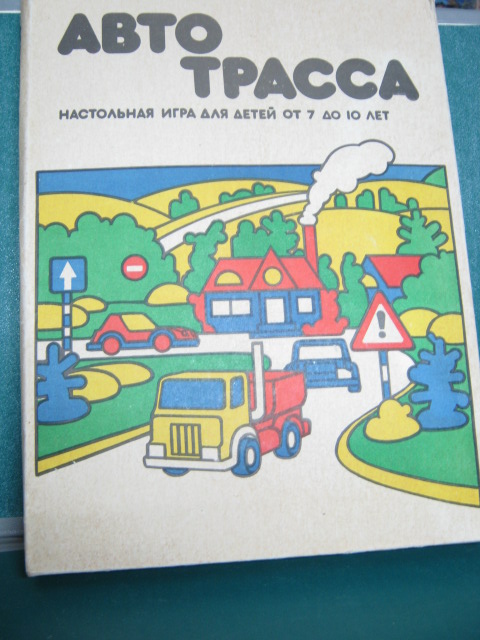 АВТО
ТРАССА
НАСТОЛЬНАЯ ИГРА ДЛЯ ДЕТЕЙ ОТ 7 ДО 10 ЛЕТ
!